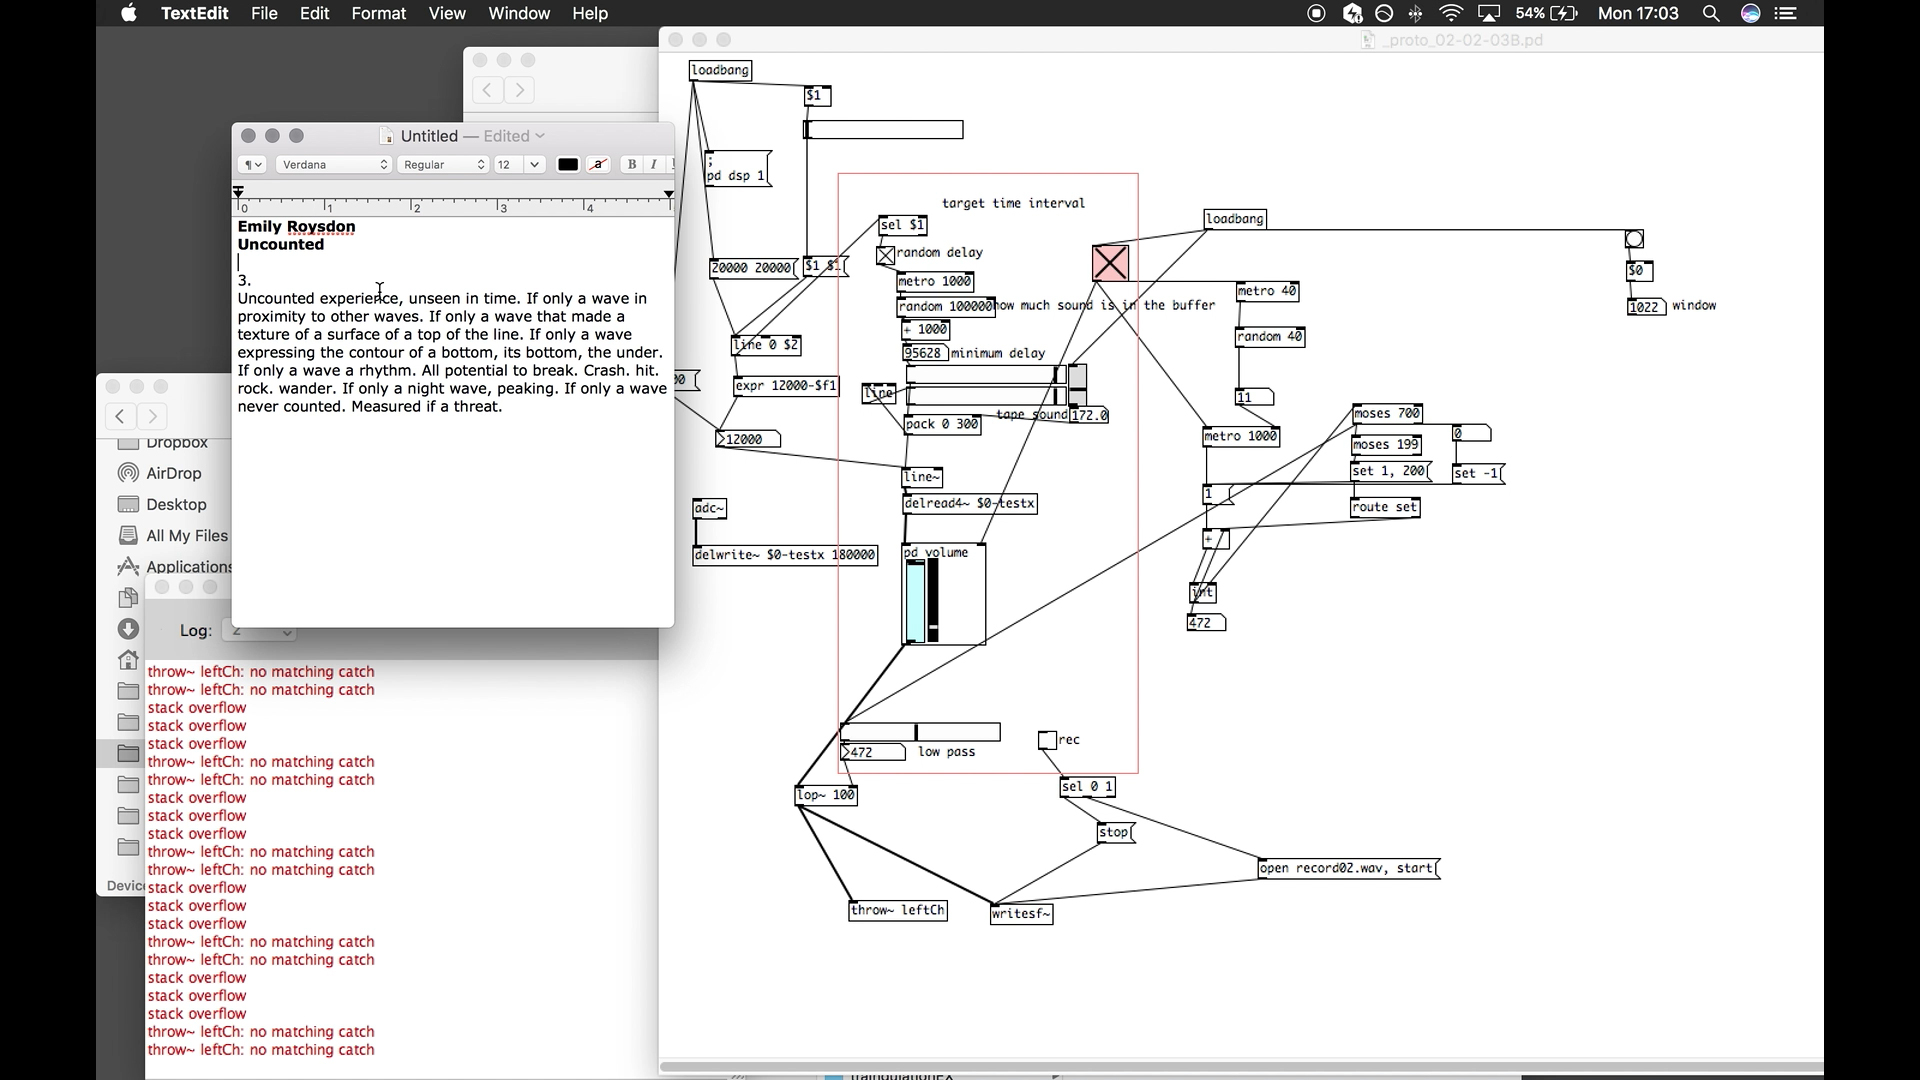 TextEdit File Edit Format View Window Help
54% Mon 17:03
_proto_02-02-03B.pd
Untitled — Edited
Verdana Regular 12 B I
0 1 2 3 4
Emily Roysdon
Uncounted
3.
Uncounted experience, unseen in time. If only a wave in
proximity to other waves. If only a wave that made a
texture of a surface of a top of the line. If only a wave
expressing the contour of a bottom, its bottom, the under.
If only a wave a rhythm. All potential to break. Crash. hit.
rock. wander. If only a night wave, peaking. If only a wave
never counted. Measured if a threat.
Dropbox
AirDrop
Desktop
All My Files
Applications
Log: 2
throw~ leftCh: no matching catch
throw~ leftCh: no matching catch
stack overflow
stack overflow
stack overflow
throw~ leftCh: no matching catch
throw~ leftCh: no matching catch
stack overflow
stack overflow
stack overflow
throw~ leftCh: no matching catch
throw~ leftCh: no matching catch
stack overflow
stack overflow
stack overflow
throw~ leftCh: no matching catch
throw~ leftCh: no matching catch
stack overflow
stack overflow
stack overflow
throw~ leftCh: no matching catch
throw~ leftCh: no matching catch
loadbang
$1
;
pd dsp 1
20000 20000
$1 $1
line 0 $2
expr 12000-$f1
12000
adc~
delwrite~ $0-testx 180000
target time interval
sel $1
random delay
metro 1000
random 100000
how much sound is in the buffer
+ 1000
95628 minimum delay
line
tape sound 172.0
pack 0 300
line~
delread4~ $0-testx
pd volume
472 low pass
lop~ 100
throw~ leftCh
rec
sel 0 1
stop
open record02.wav, start
writesf~
loadbang
metro 40
random 40
11
metro 1000
1
+
int
472
moses 700
moses 199
set 1, 200
route set
0
set -1
$0
1022 window